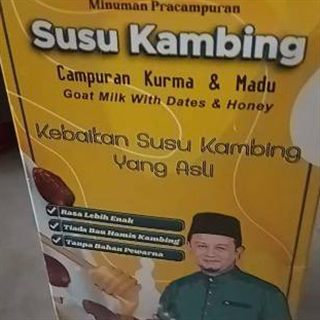 Minuman Pracampuran
Susu Kambing
Campuran Kurma & Madu
Goat Milk With Dates & Honey
Kebaikan Susu Kambing
Yang Asli
Rasa Lebih Enak
Tiada Bau Hamis Kambing
Tanpa Bahan Pewarna